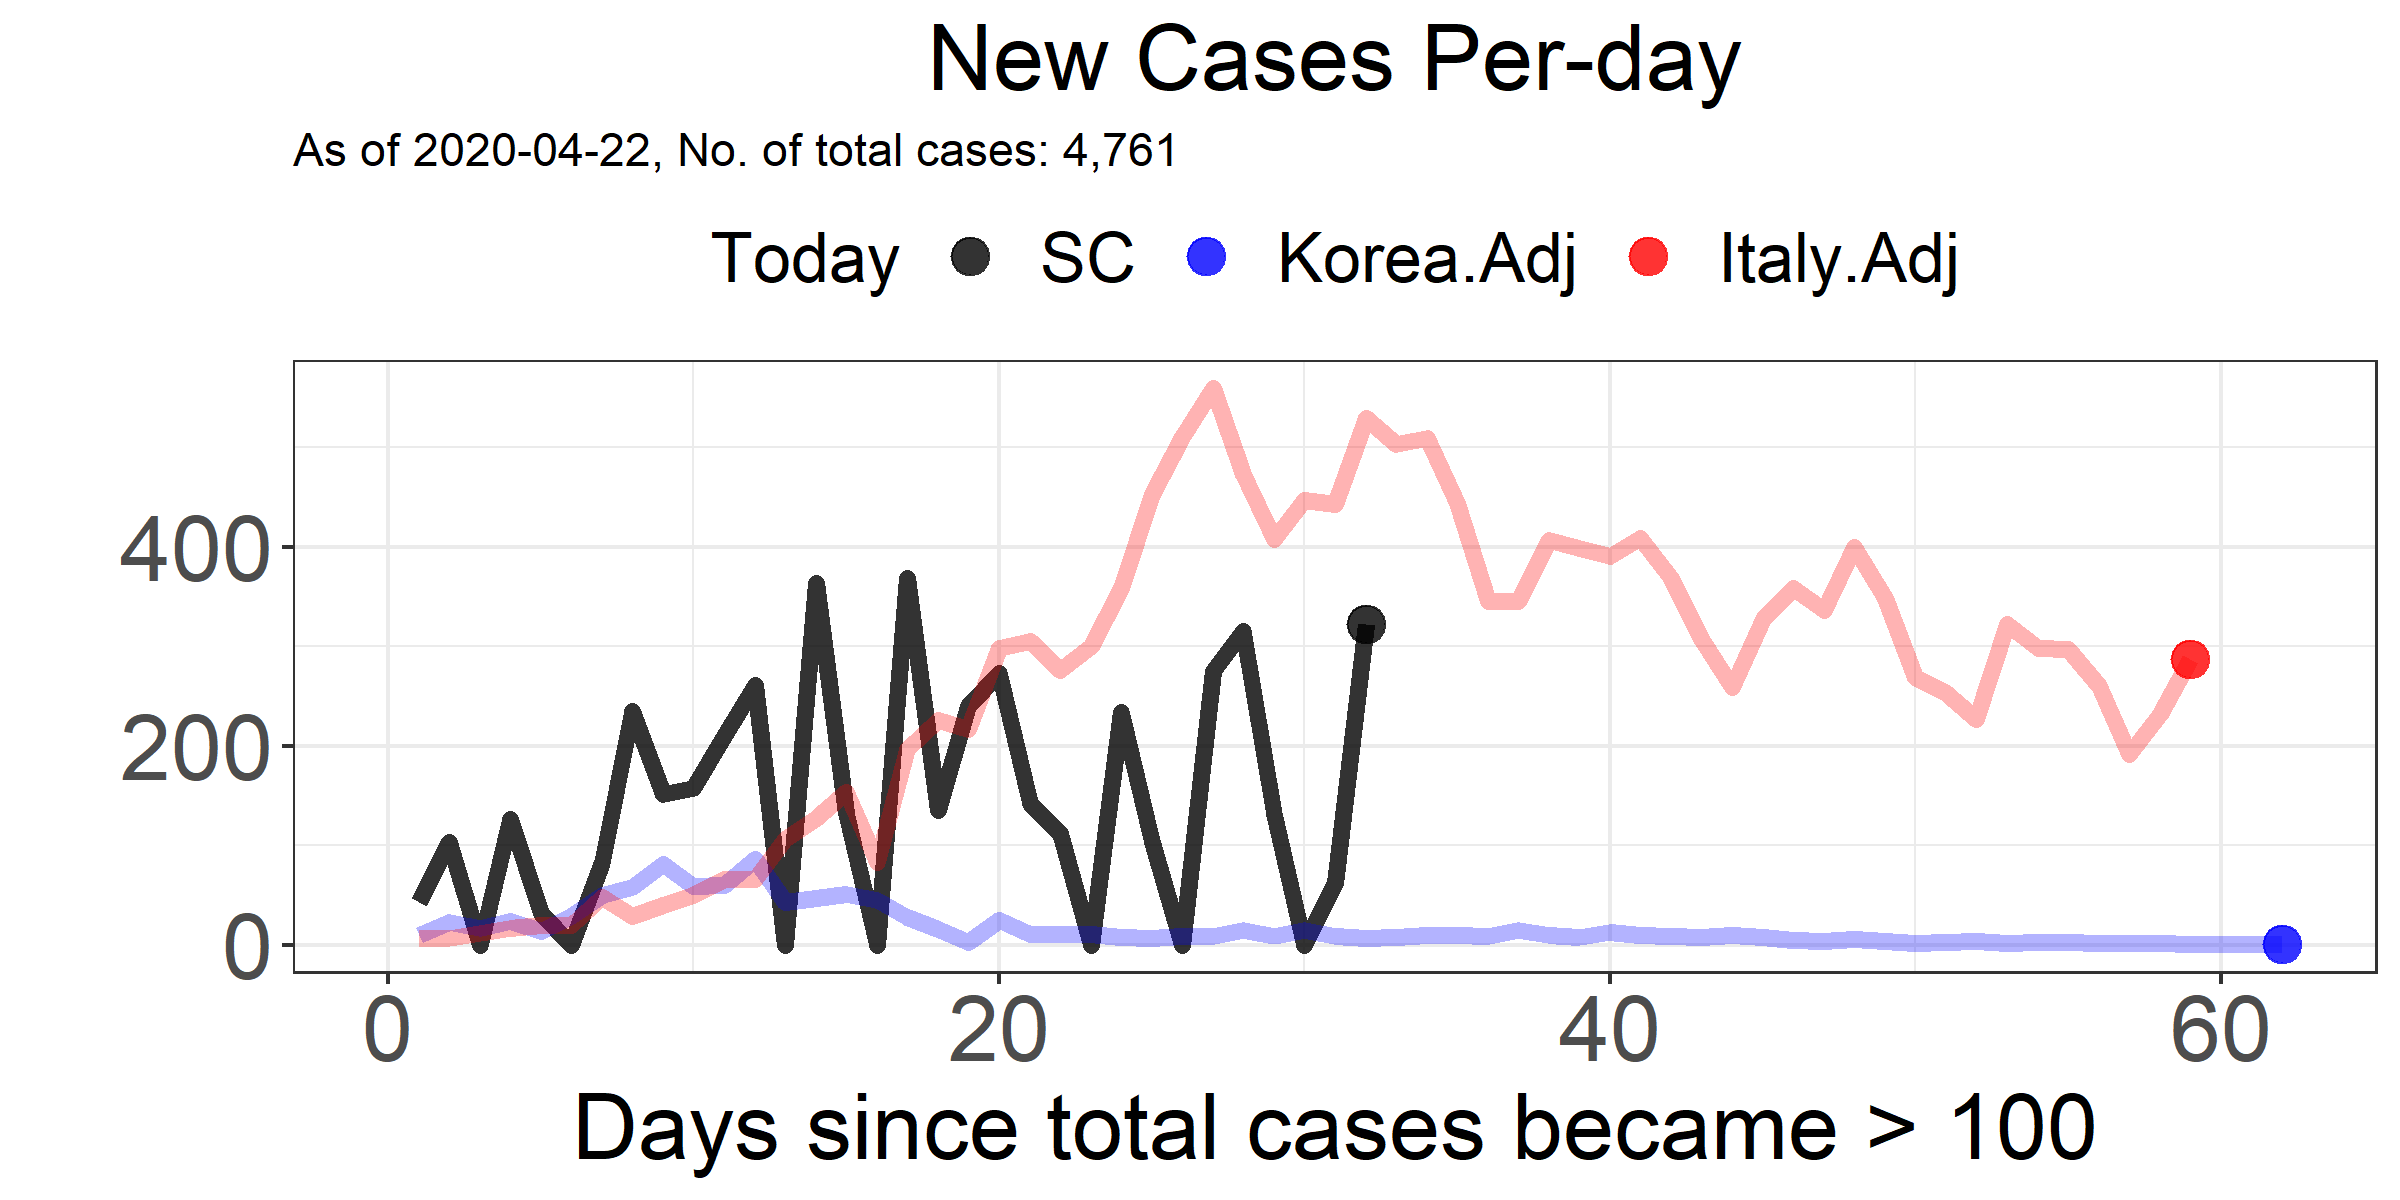 New Cases Per-day
As of 2020-04-22, No. of total cases: 4,761
Today SC Korea.Adj Italy.Adj
400
200
0
0 20 40 60
Days since total cases became > 100